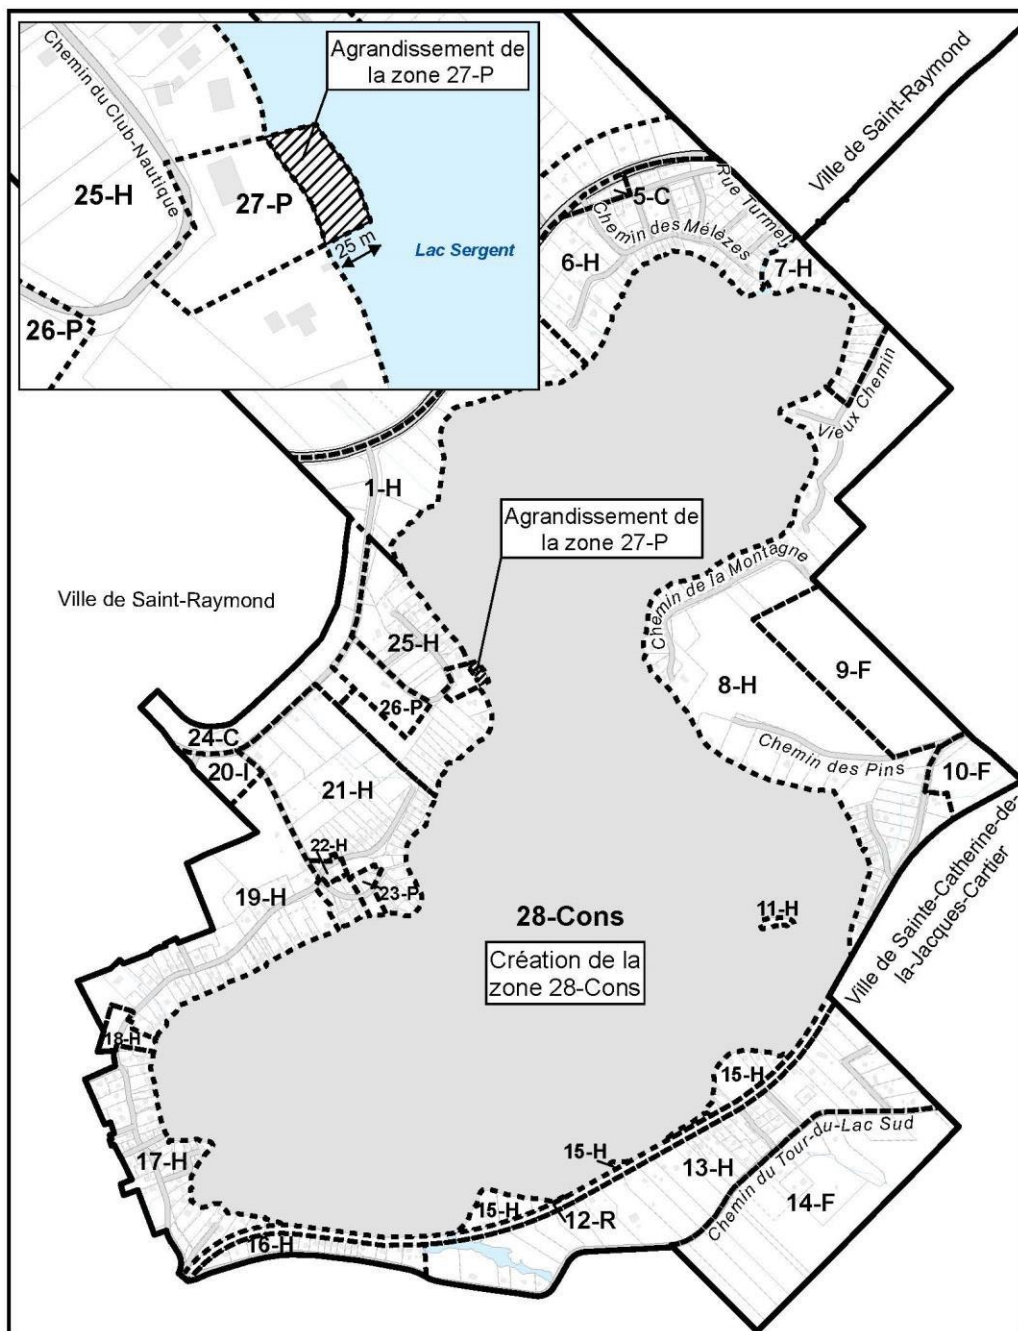 Agrandissement de
la zone 27-P
Chemin du Club-Nautique
25-H
27-P
25 m
Lac Sergent
26-P
Ville de Saint-Raymond
5-C
Rue Turmel
Chemin des Mélèzes
6-H
7-H
Vieux Chemin
1-H
Agrandissement de
la zone 27-P
Chemin de la Montagne
Ville de Saint-Raymond
25-H
9-F
8-H
26-P
24-C
Chemin des Pins
20-I
10-F
21-H
22-H
23-P
19-H
11-H
28-Cons
Création de la
zone 28-Cons
Ville de Sainte-Catherine-de-
la-Jacques-Cartier
18-H
15-H
15-H
17-H
13-H
Chemin du Tour-du-Lac Sud
14-F
15-H
12-R
16-H